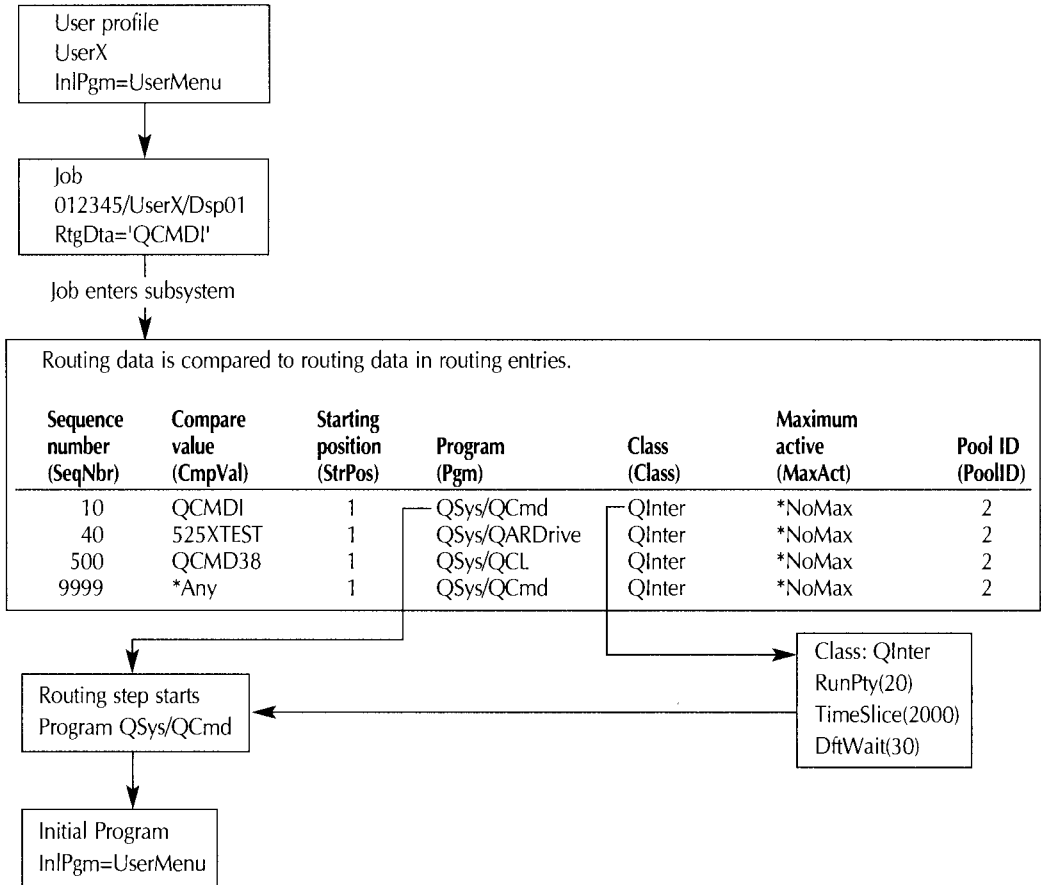 User profile
UserX
InlPgm=UserMenu
Job
012345/UserX/Dsp01
RtgDta='QCMDI'
Job enters subsystem
Routing data is compared to routing data in routing entries.
Sequence number (SeqNbr) Compare value (CmpVal) Starting position (StrPos) Program (Pgm) Class (Class) Maximum active (MaxAct) Pool ID (PoolID)
10 QCMDI 1 QSys/QCmd QInter *NoMax 2
40 525XTEST 1 QSys/QARDrive QInter *NoMax 2
500 QCMD38 1 QSys/QCL QInter *NoMax 2
9999 *Any 1 QSys/QCmd QInter *NoMax 2
Class: QInter
RunPty(20)
TimeSlice(2000)
DftWait(30)
Routing step starts
Program QSys/QCmd
Initial Program
InlPgm=UserMenu